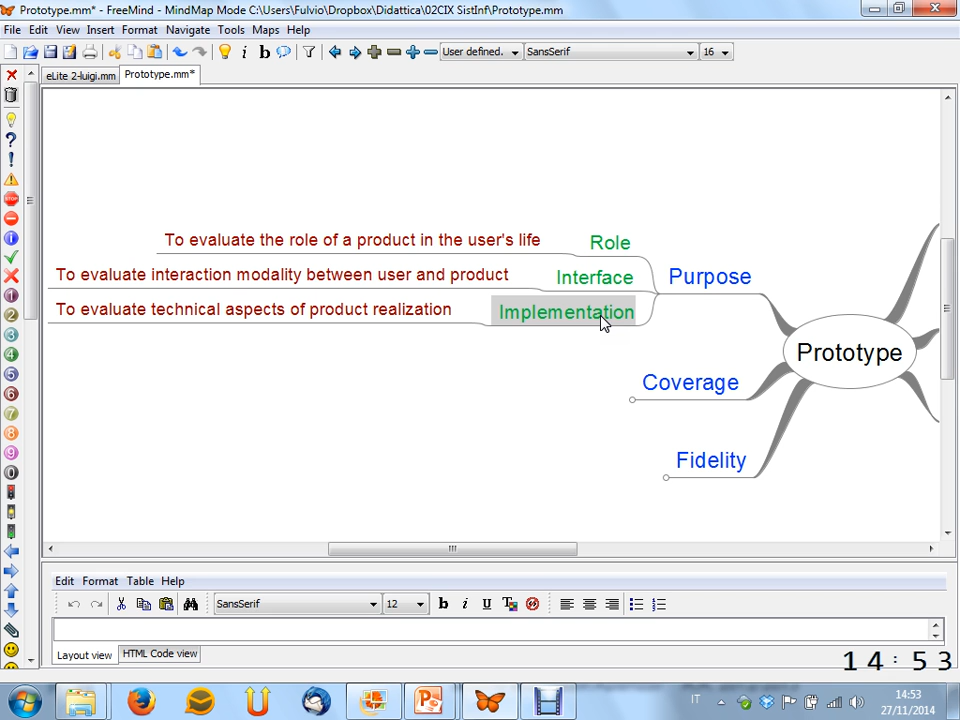 Prototype.mm* - FreeMind - MindMap Mode C:\Users\Fulvio\Dropbox\Didattica\02CIX SistInf\Prototype.mm
File Edit View Insert Format Navigate Tools Maps Help
User defined. SansSerif 16
eLite 2-luigi.mm Prototype.mm*
To evaluate the role of a product in the user's life Role
To evaluate interaction modality between user and product Interface
Purpose
To evaluate technical aspects of product realization Implementation
Prototype
Coverage
Fidelity
Edit Format Table Help
SansSerif 12
Layout view HTML Code view
14:53
IT
14:53
27/11/2014